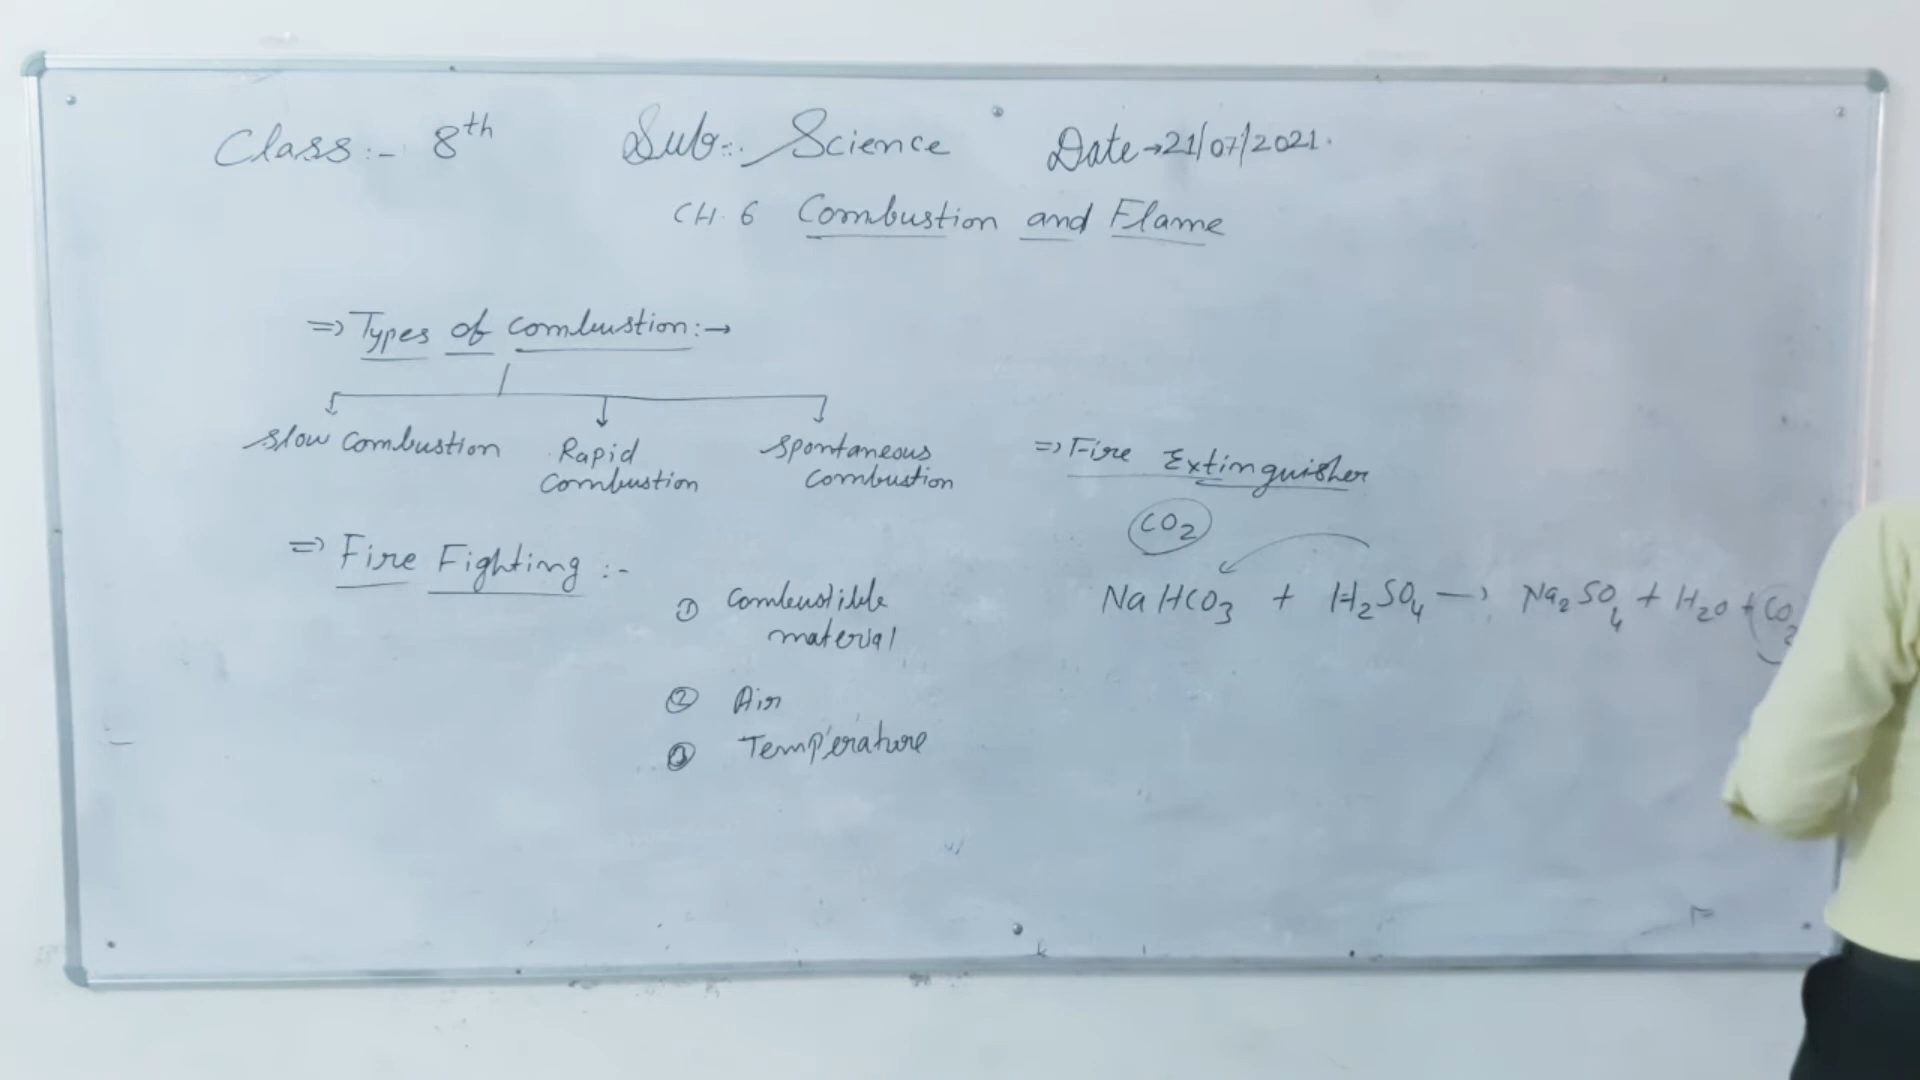 Class:- 8th Sub:. Science Date→21/07/2021.
CH. 6 Combustion and Flame
⇒ Types of Combustion:→
Slow Combustion
Rapid
Combustion
Spontaneous
Combustion
⇒ Fire Fighting :-
① Combustible
material
② Air
③ Temperature
⇒ Fire Extinguisher
CO2
NaHCO3 + H2SO4 → Na2SO4 + H2O + CO2